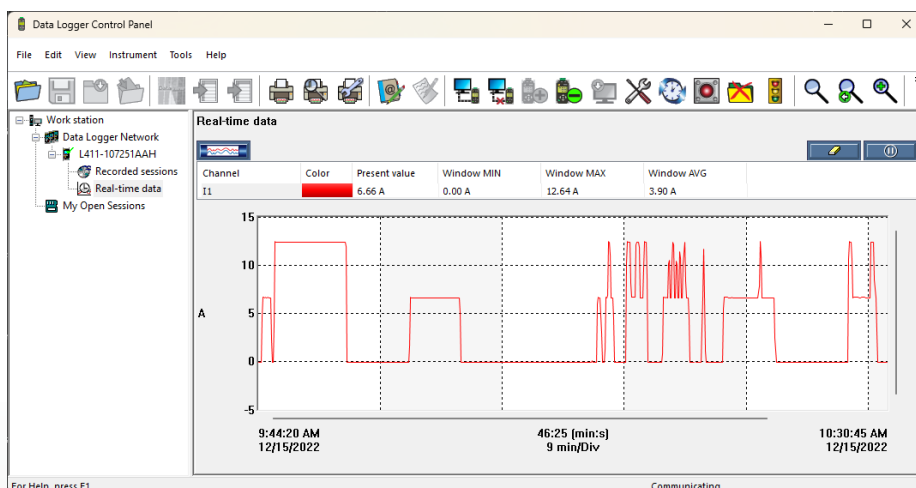 Data Logger Control Panel
File Edit View Instrument Tools Help
Work station
Data Logger Network
L411-107251AAH
Recorded sessions
Real-time data
My Open Sessions
Real-time data
Channel Color Present value Window MIN Window MAX Window AVG
I1 6.66 A 0.00 A 12.64 A 3.90 A
15
10
A
5
0
-5
9:44:20 AM 46:25 (min:s) 10:30:45 AM
12/15/2022 9 min/Div 12/15/2022
For Help, press F1 Communicating